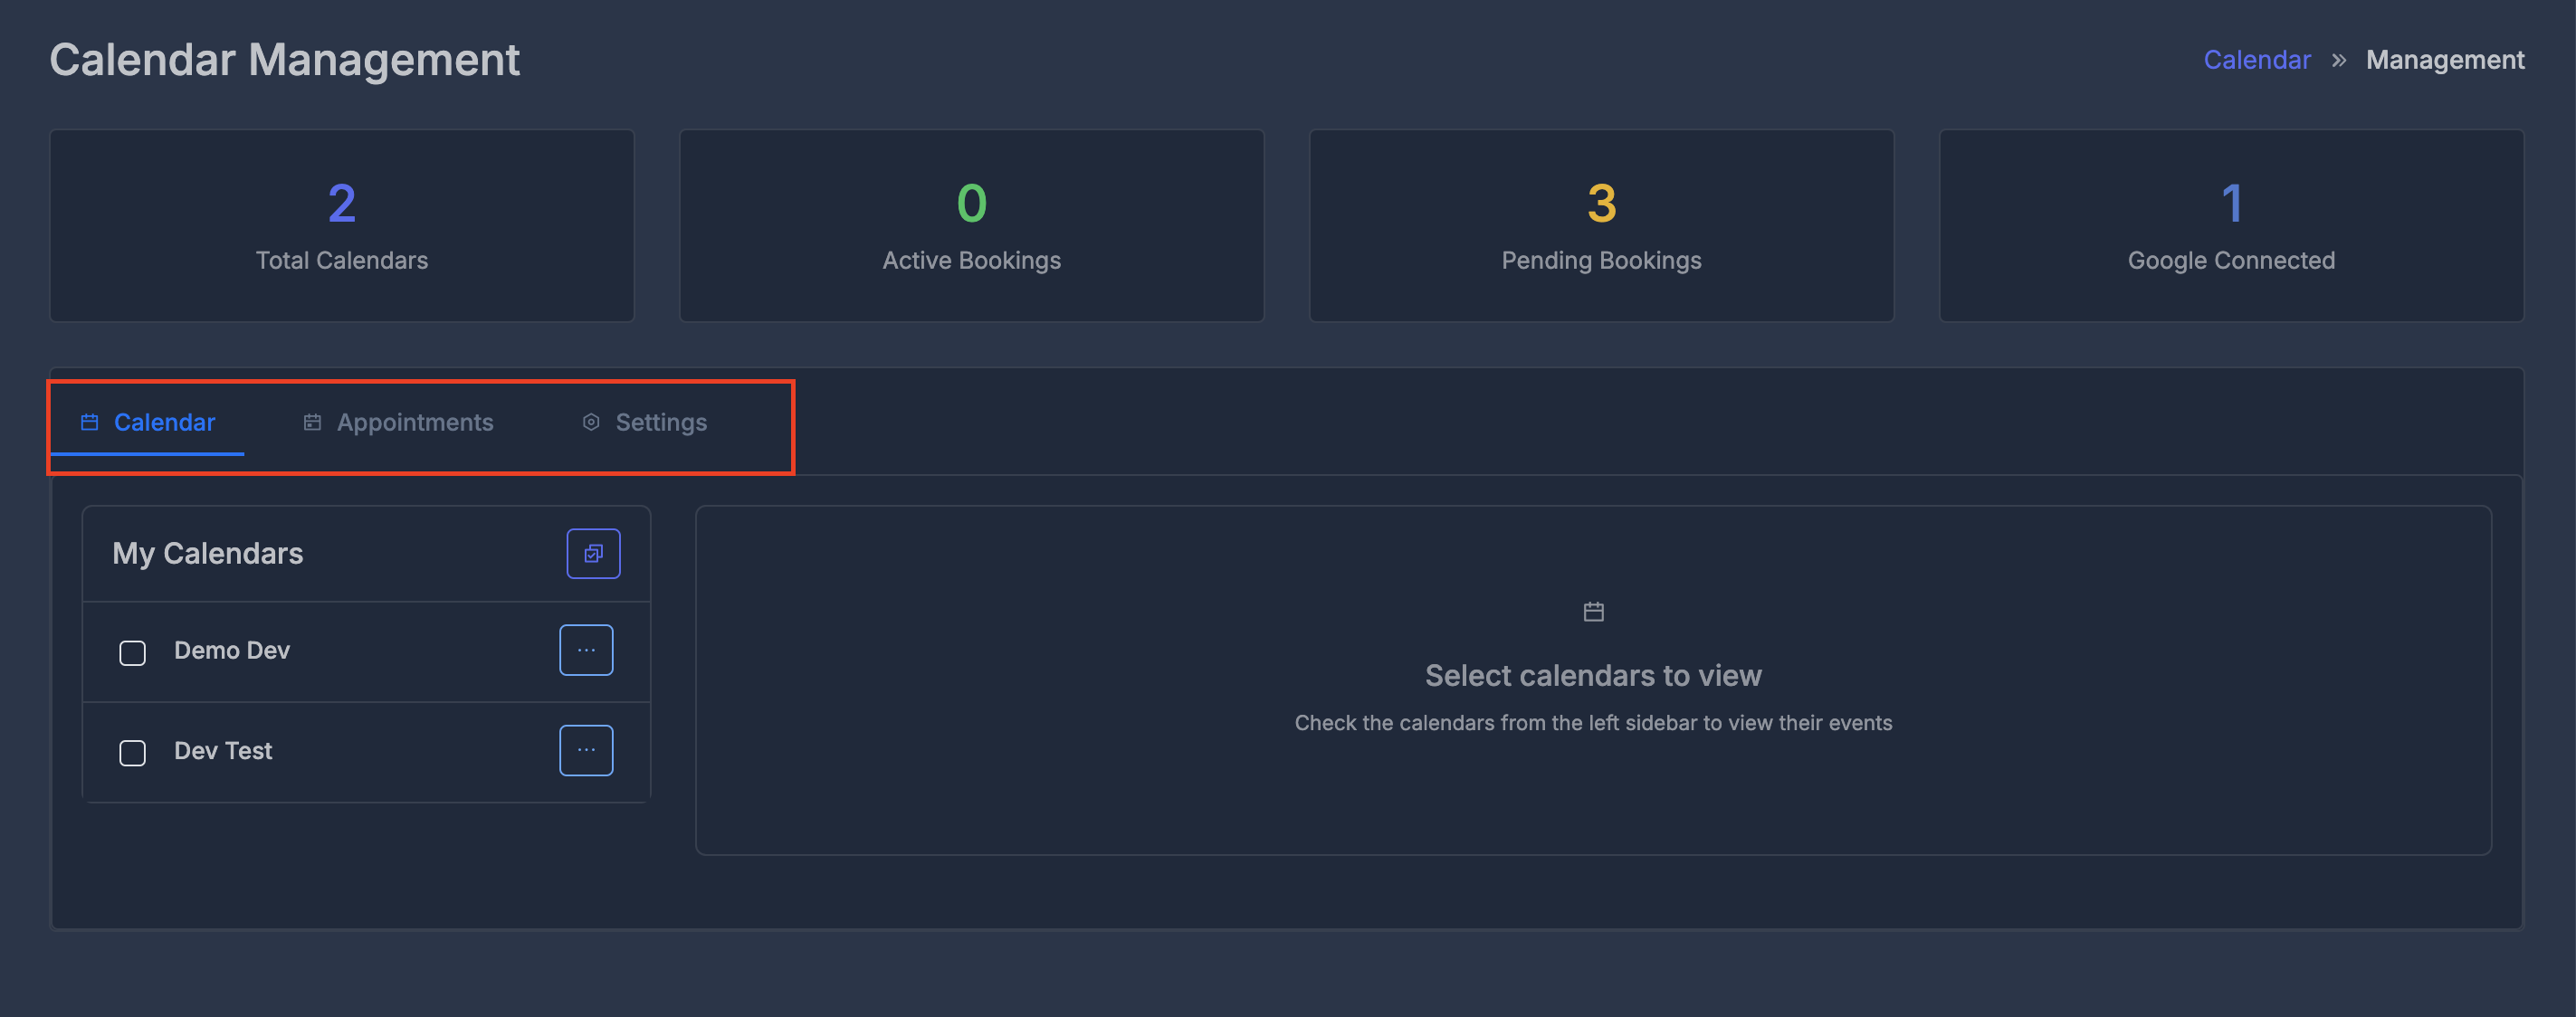 Calendar Management
Calendar » Management
2
Total Calendars
0
Active Bookings
3
Pending Bookings
1
Google Connected
Calendar
Appointments
Settings
My Calendars
Demo Dev
...
Dev Test
...
Select calendars to view
Check the calendars from the left sidebar to view their events